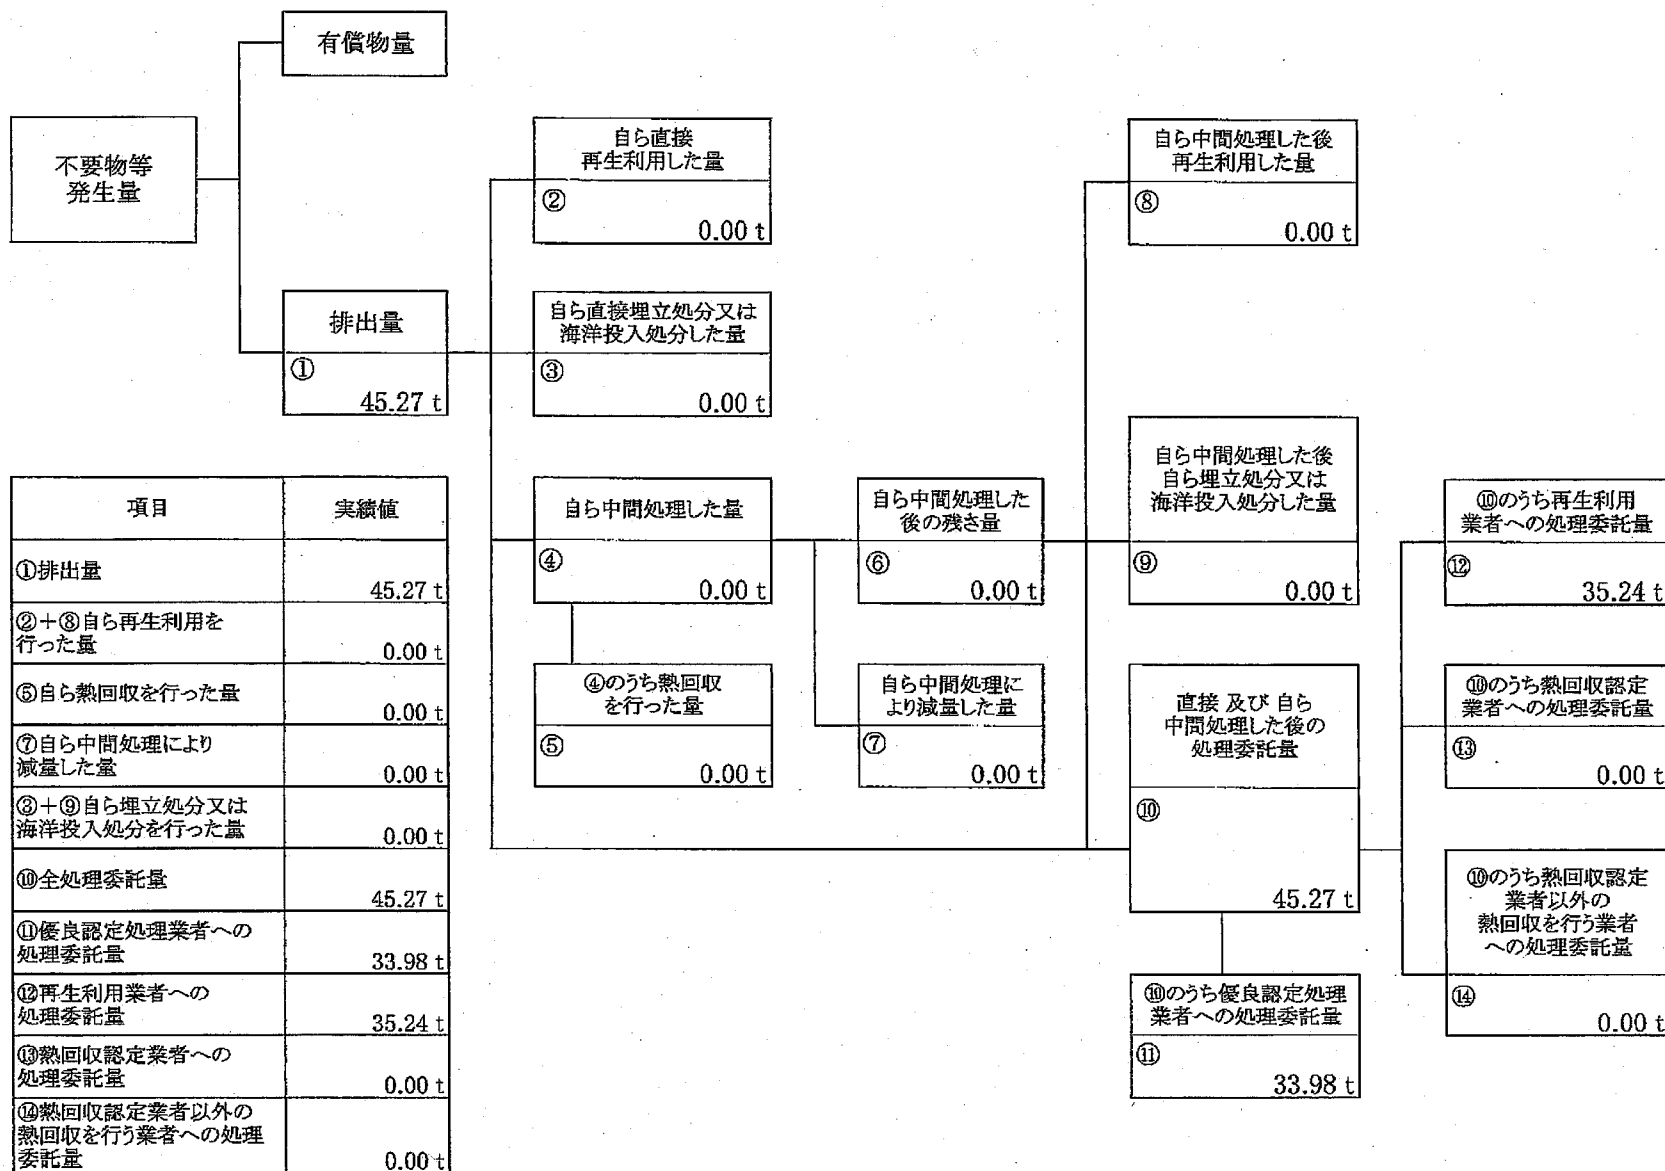 有償物量
不要物等
発生量
排出量
①
45.27 t
自ら直接
再生利用した量
②
0.00 t
自ら直接埋立処分又は
海洋投入処分した量
③
0.00 t
自ら中間処理した量
④
0.00 t
④のうち熱回収
を行った量
⑤
0.00 t
自ら中間処理した
後の残さ量
⑥
0.00 t
自ら中間処理に
より減量した量
⑦
0.00 t
自ら中間処理した後
再生利用した量
⑧
0.00 t
自ら中間処理した後
自ら埋立処分又は
海洋投入処分した量
⑨
0.00 t
直接 及び 自ら
中間処理した後の
処理委託量
⑩
45.27 t
⑩のうち優良認定処理
業者への処理委託量
⑪
33.98 t
⑩のうち再生利用
業者への処理委託量
⑫
35.24 t
⑩のうち熱回収認定
業者への処理委託量
⑬
0.00 t
⑩のうち熱回収認定
業者以外の
熱回収を行う業者
への処理委託量
⑭
0.00 t
項目 実績値
①排出量
45.27 t
②+⑧自ら再生利用を
行った量
0.00 t
⑤自ら熱回収を行った量
0.00 t
⑦自ら中間処理により
減量した量
0.00 t
③+⑨自ら埋立処分又は
海洋投入処分を行った量
0.00 t
⑩全処理委託量
45.27 t
⑪優良認定処理業者への
処理委託量
33.98 t
⑫再生利用業者への
処理委託量
35.24 t
⑬熱回収認定業者への
処理委託量
0.00 t
⑭熱回収認定業者以外の
熱回収を行う業者への処理
委託量
0.00 t